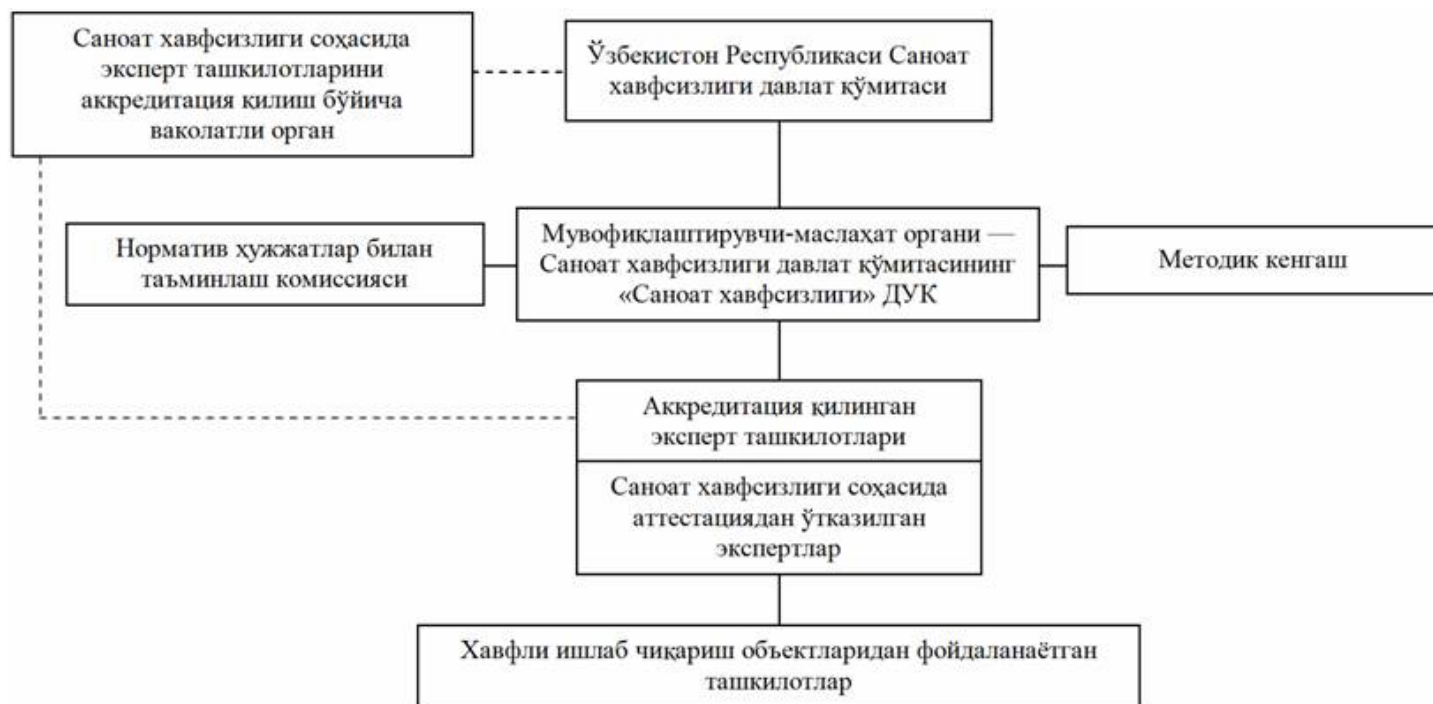 Саноат хавфсизлиги соҳасида
эксперт ташкилотларини
аккредитация қилиш бўйича
ваколатли орган
Ўзбекистон Республикаси Саноат
хавфсизлиги давлат қўмитаси
Норматив ҳужжатлар билан
таъминлаш комиссияси
Мувофиқлаштирувчи-маслаҳат органи —
Саноат хавфсизлиги давлат қўмитасининг
«Саноат хавфсизлиги» ДУК
Методик кенгаш
Аккредитация қилинган
эксперт ташкилотлари
Саноат хавфсизлиги соҳасида
аттестациядан ўтказилган
экспертлар
Хавфли ишлаб чиқариш объектларидан фойдаланаётган
ташкилотлар